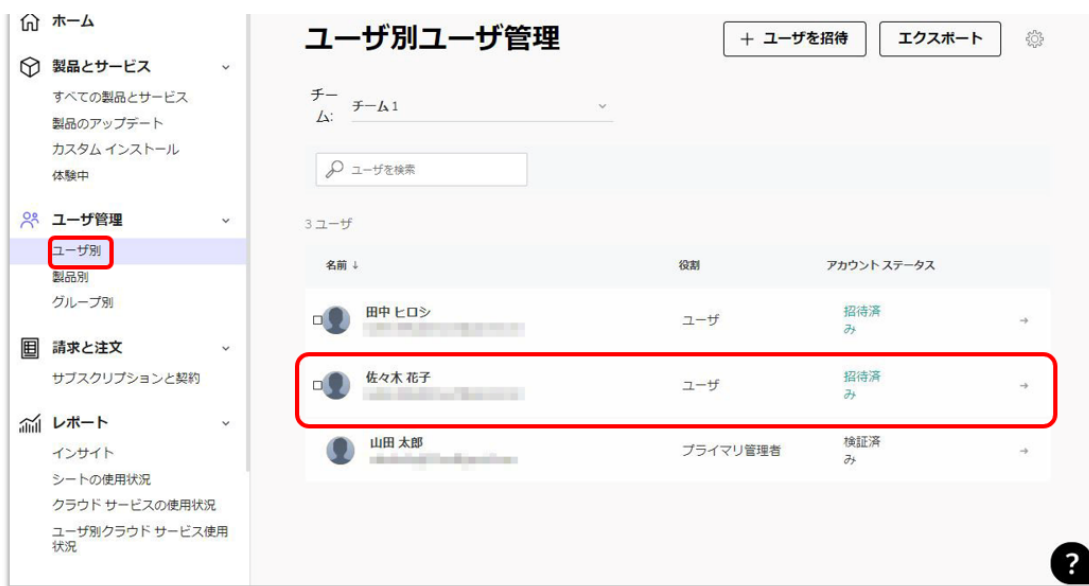 ホーム
製品とサービス
すべての製品とサービス
製品のアップデート
カスタム インストール
体験中
ユーザ管理
ユーザ別
製品別
グループ別
請求と注文
サブスクリプションと契約
レポート
インサイト
シートの使用状況
クラウド サービスの使用状況
ユーザ別クラウド サービス使用
状況
ユーザ別ユーザ管理
+ ユーザを招待
エクスポート
チー
ム:
チーム 1
ユーザを検索
3 ユーザ
名前 ↓ 役割 アカウント ステータス
田中 ヒロシ ユーザ 招待済
み →
佐々木 花子 ユーザ 招待済
み →
山田 太郎 プライマリ管理者 検証済
み →
?